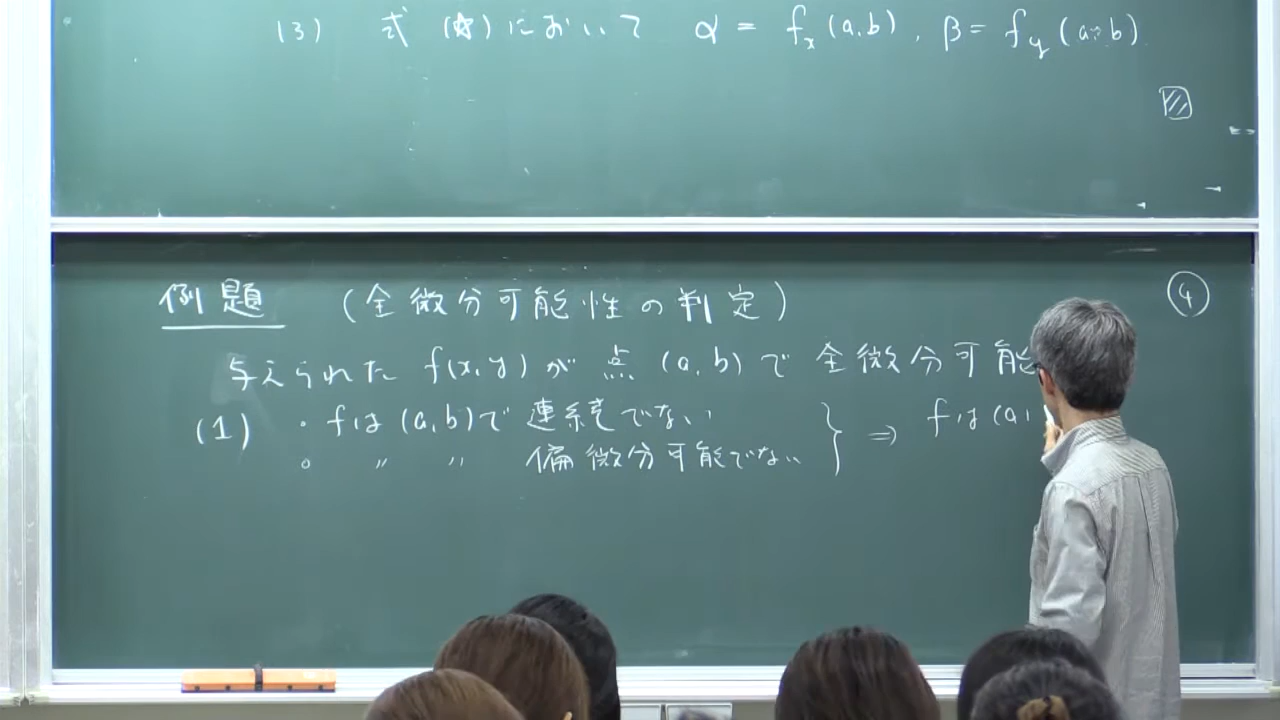 (3) 式 (☆) において α = fx(a,b), β = fy(a,b)
④
例題 (全微分可能性の判定)
与えられた f(x,y) が 点 (a,b) で 全微分可能
(1) ・ f は (a,b) で 連続でない } ⇒ f は (a,
。 〃 〃 偏微分可能でない